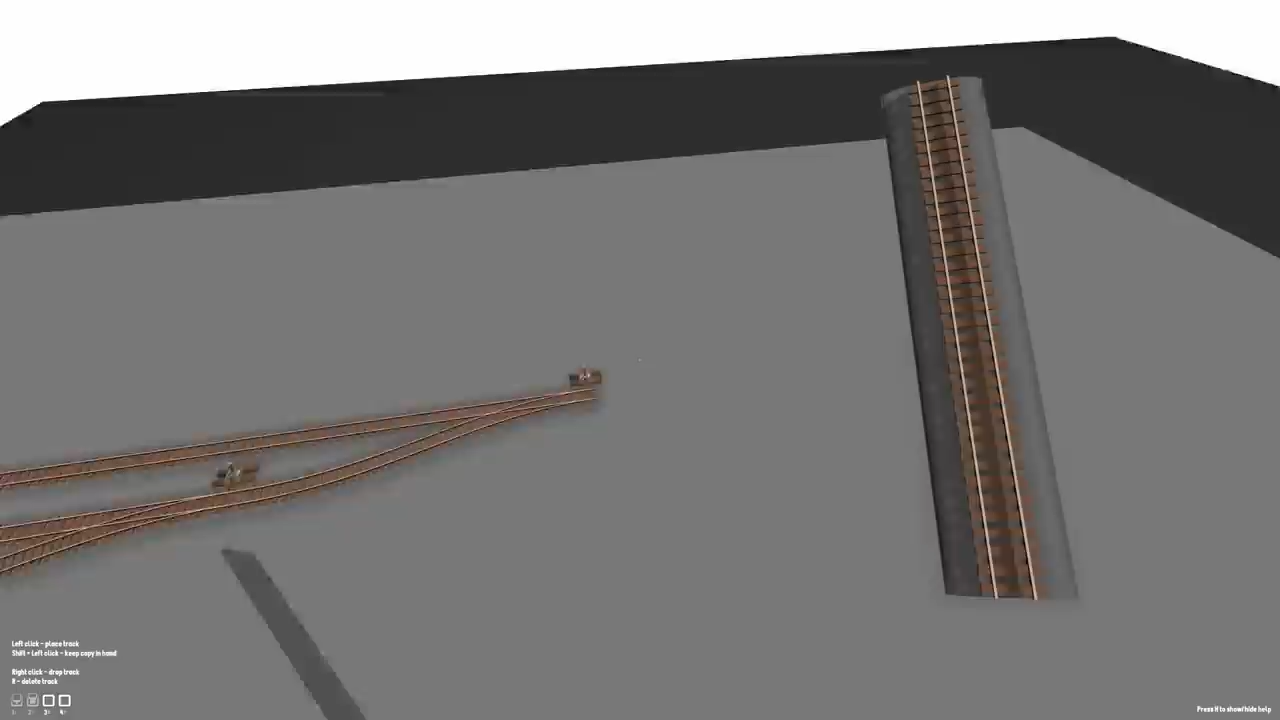 Left click - place track
Shift + Left click - keep copy in hand
Right click - drop track
R - delete track
Press H to show/hide help